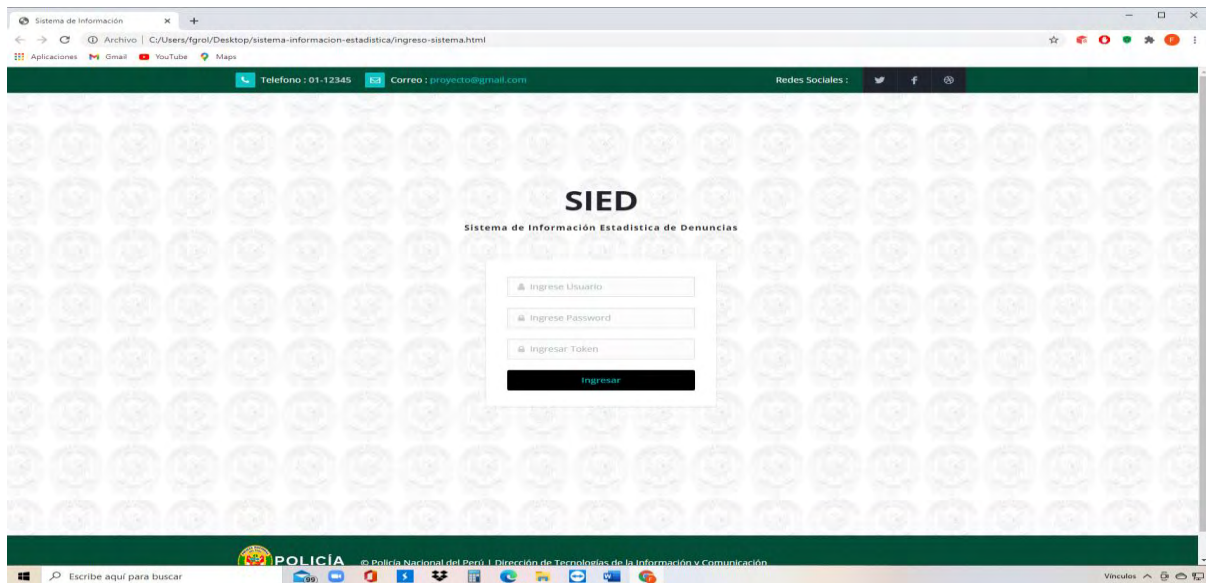 Sistema de Información
Archivo | C:/Users/fgrol/Desktop/sistema-informacion-estadistica/ingreso-sistema.html
Aplicaciones Gmail YouTube Maps
Telefono : 01-12345 Correo : proyecto@gmail.com Redes Sociales :
SIED
Sistema de Información Estadistica de Denuncias
Ingrese Usuario
Ingrese Password
Ingresar Token
Ingresar
POLICÍA © Policía Nacional del Perú | Dirección de Tecnologías de la Información y Comunicación
Escribe aquí para buscar 99 Vínculos